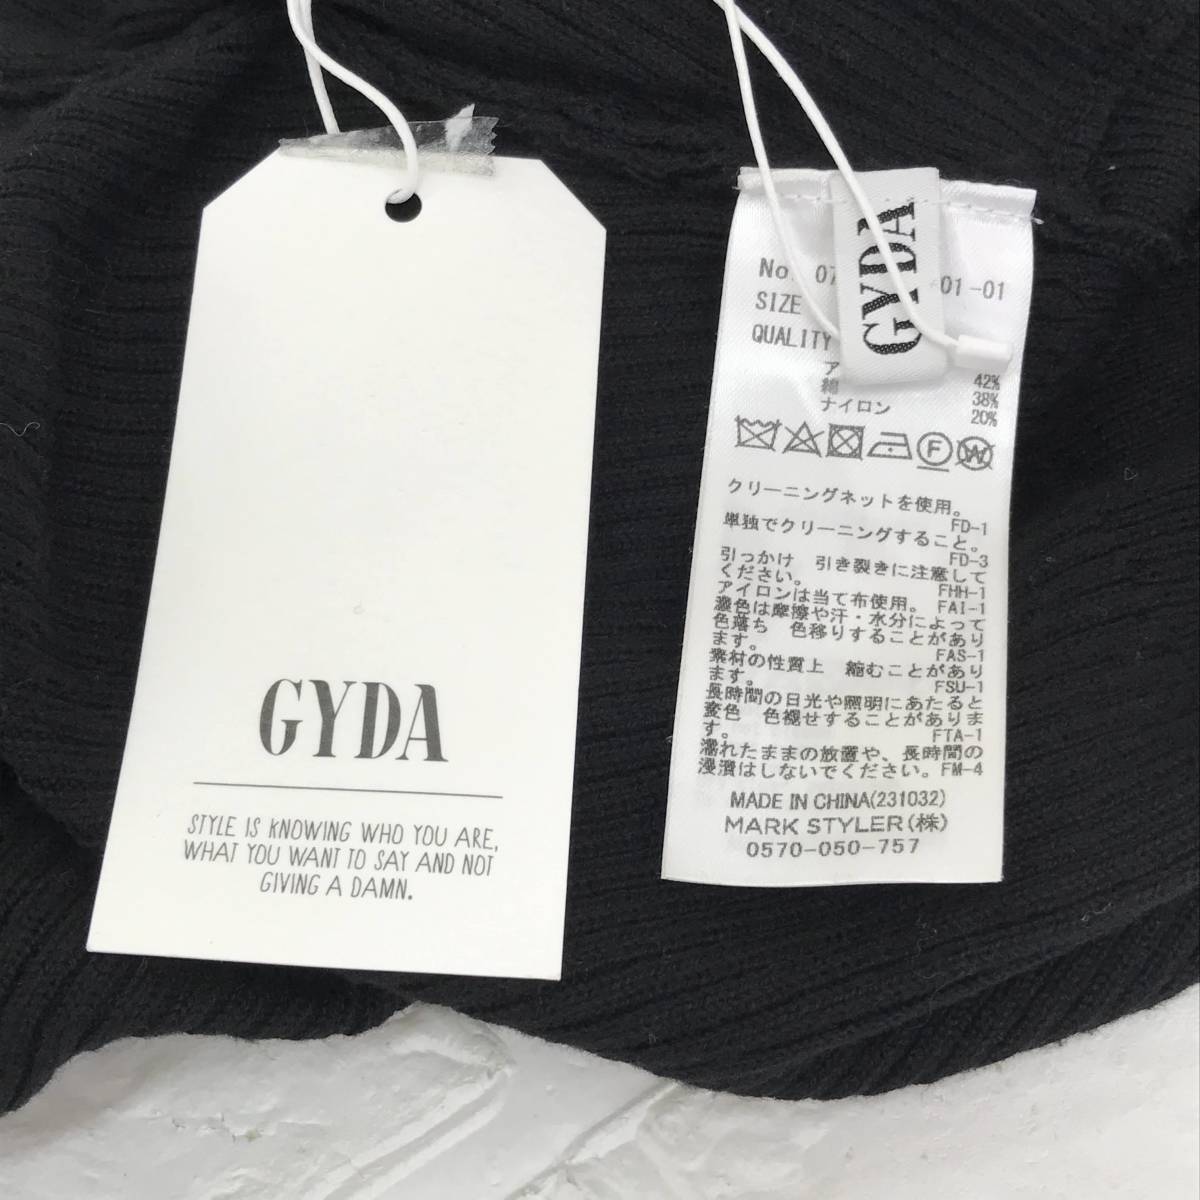 GYDA
STYLE IS KNOWING WHO YOU ARE,
WHAT YOU WANT TO SAY AND NOT
GIVING A DAMN.
GYDA
No. 07 01-01
SIZE
QUALITY
ア 42%
綿 38%
ナイロン 20%
F W
クリーニングネットを使用。
FD-1
単独でクリーニングすること。
FD-3
引っかけ 引き裂きに注意して
ください。 FHH-1
アイロンは当て布使用。 FAI-1
濃色は摩擦や汗・水分によって
色落ち 色移りすることがあり
ます。 FAS-1
素材の性質上 縮むことがあり
ます。 FSU-1
長時間の日光や照明にあたると
変色 色褪せすることがありま
す。 FTA-1
濡れたままの放置や、長時間の
浸漬はしないでください。FM-4
MADE IN CHINA(231032)
MARK STYLER(株)
0570-050-757